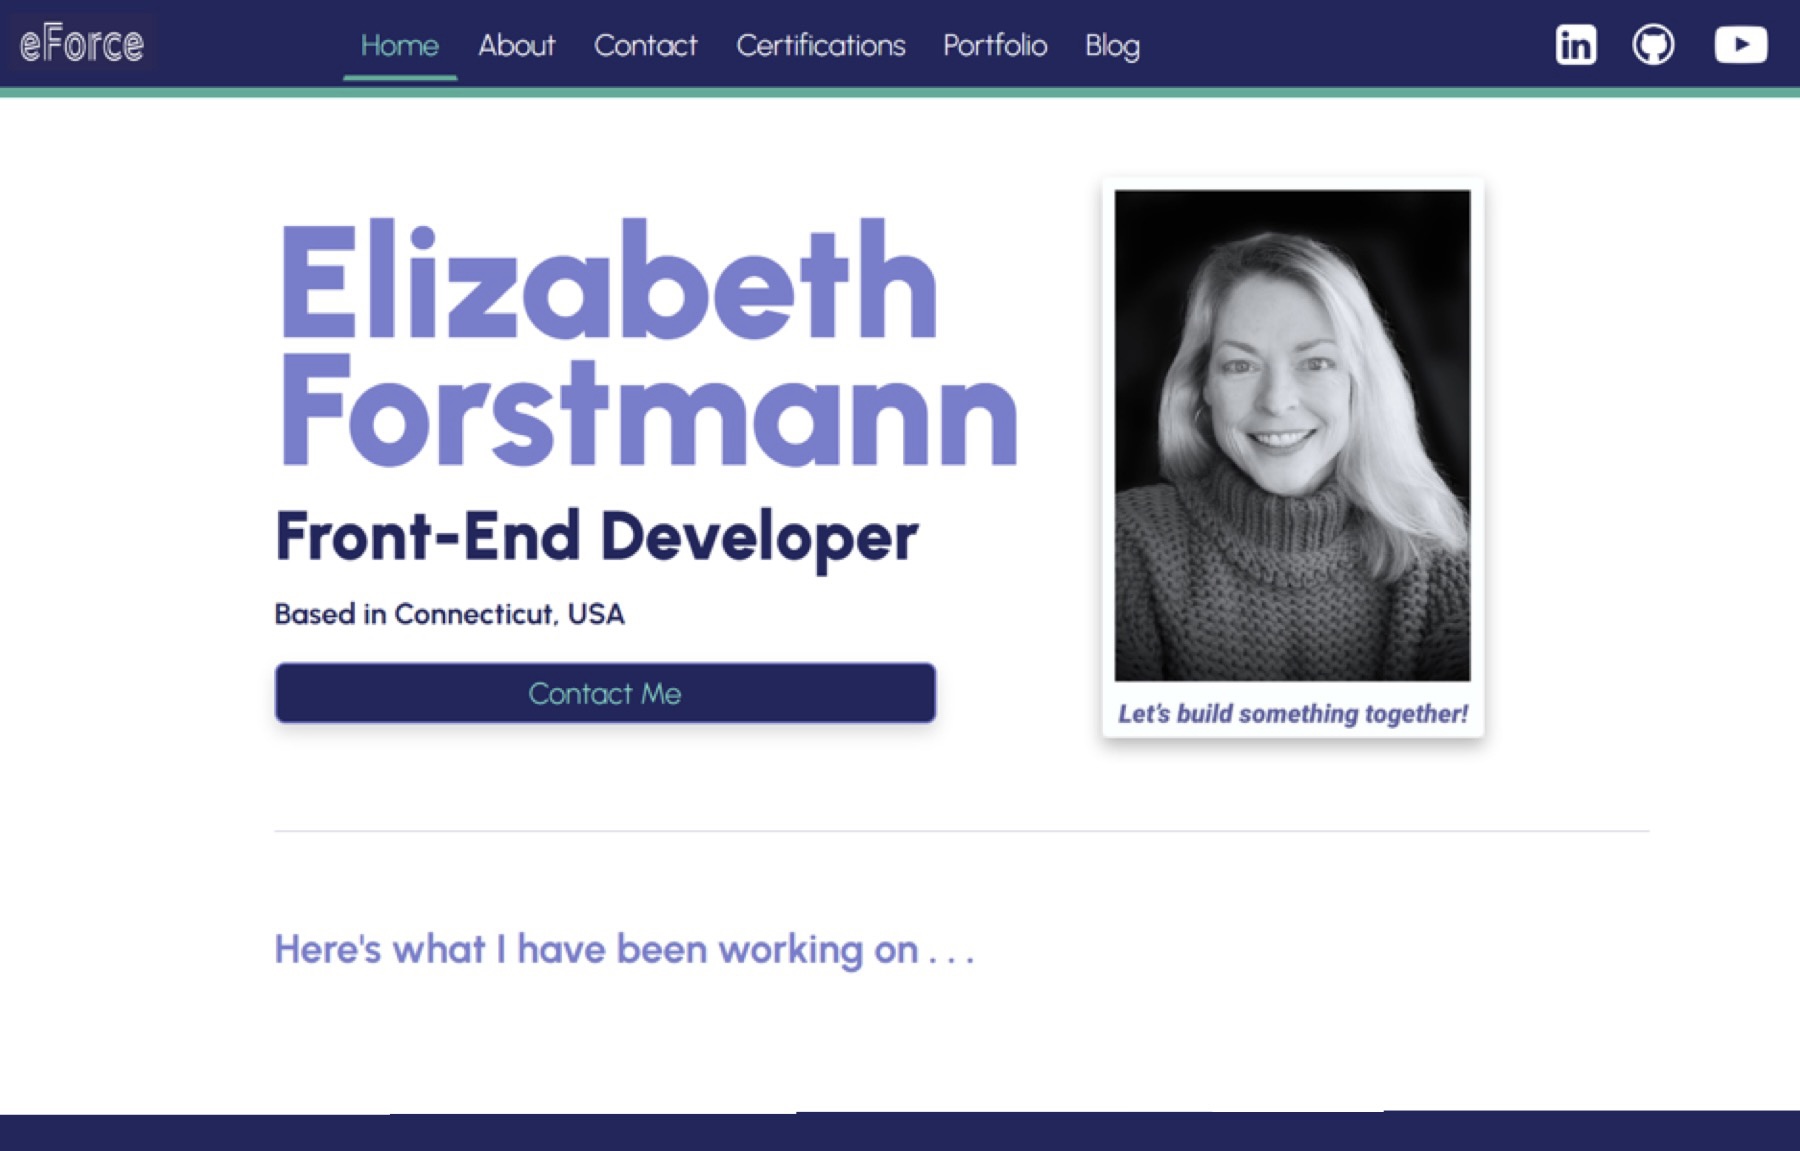 eForce
Home About Contact Certifications Portfolio Blog
in
Elizabeth
Forstmann
Front-End Developer
Based in Connecticut, USA
Contact Me
Let's build something together!
Here's what I have been working on . . .